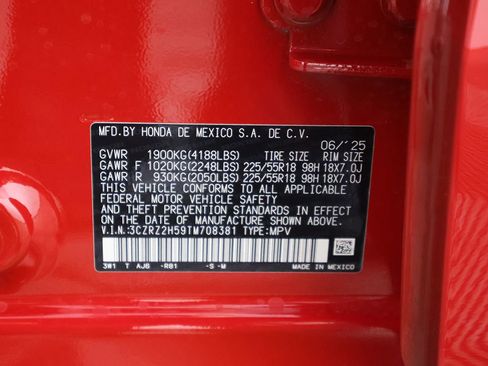 MFD.BY HONDA DE MEXICO S.A. DE C.V.
06/'25
GVWR 1900KG(4188LBS) TIRE SIZE RIM SIZE
GAWR F 1020KG(2248LBS) 225/55R18 98H 18X7.0J
GAWR R 930KG(2050LBS) 225/55R18 98H 18X7.0J
THIS VEHICLE CONFORMS TO ALL APPLICABLE
FEDERAL MOTOR VEHICLE SAFETY
AND THEFT PREVENTION STANDARDS IN EFFECT
ON THE DATE OF MANUFACTURE SHOWN ABOVE.
V.I.N.:3CZRZ2H59TM708381 TYPE:MPV
3W1 T AJ6 -R81 -S -M MADE IN MEXICO